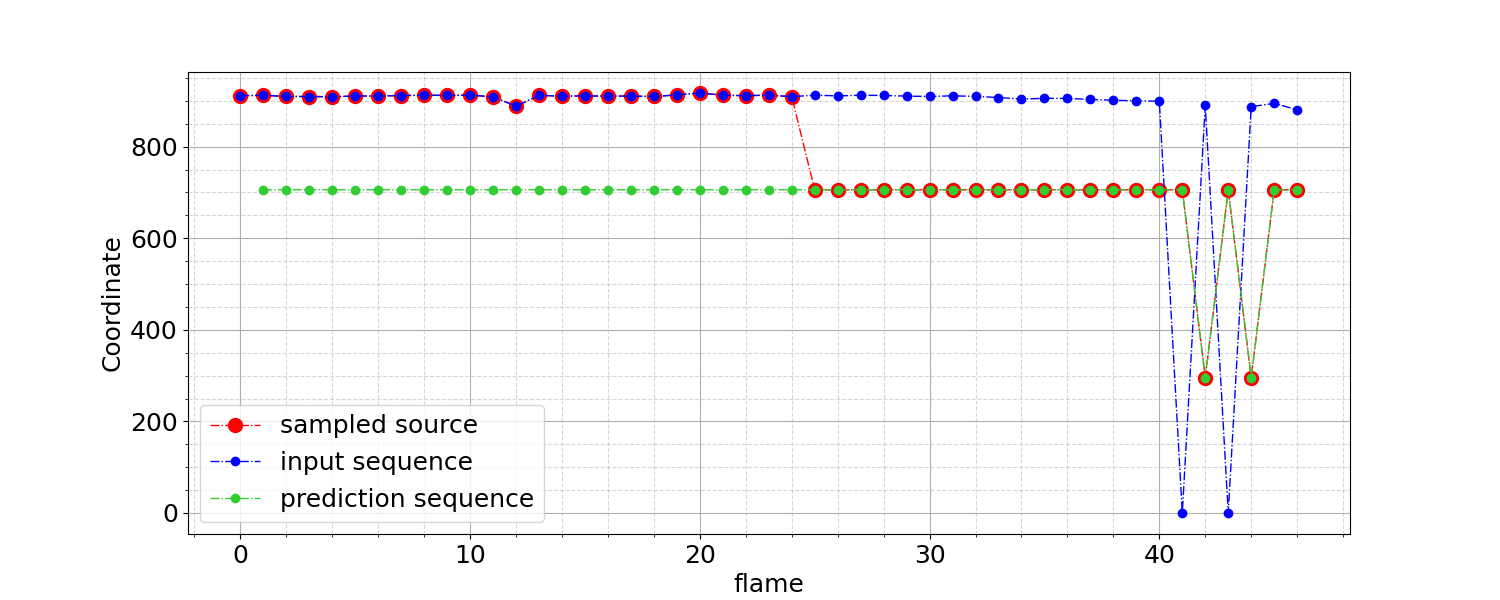 800
600
400
200
0
Coordinate
sampled source
input sequence
prediction sequence
0 10 20 30 40
flame